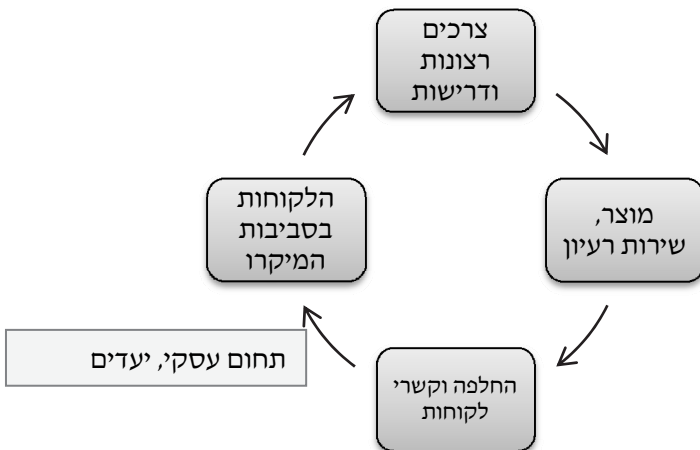 צרכים
רצונות
ודרישות
מוצר,
שירות רעיון
החלפה וקשרי
לקוחות
הלקוחות
בסביבות
המיקרו
תחום עסקי, יעדים